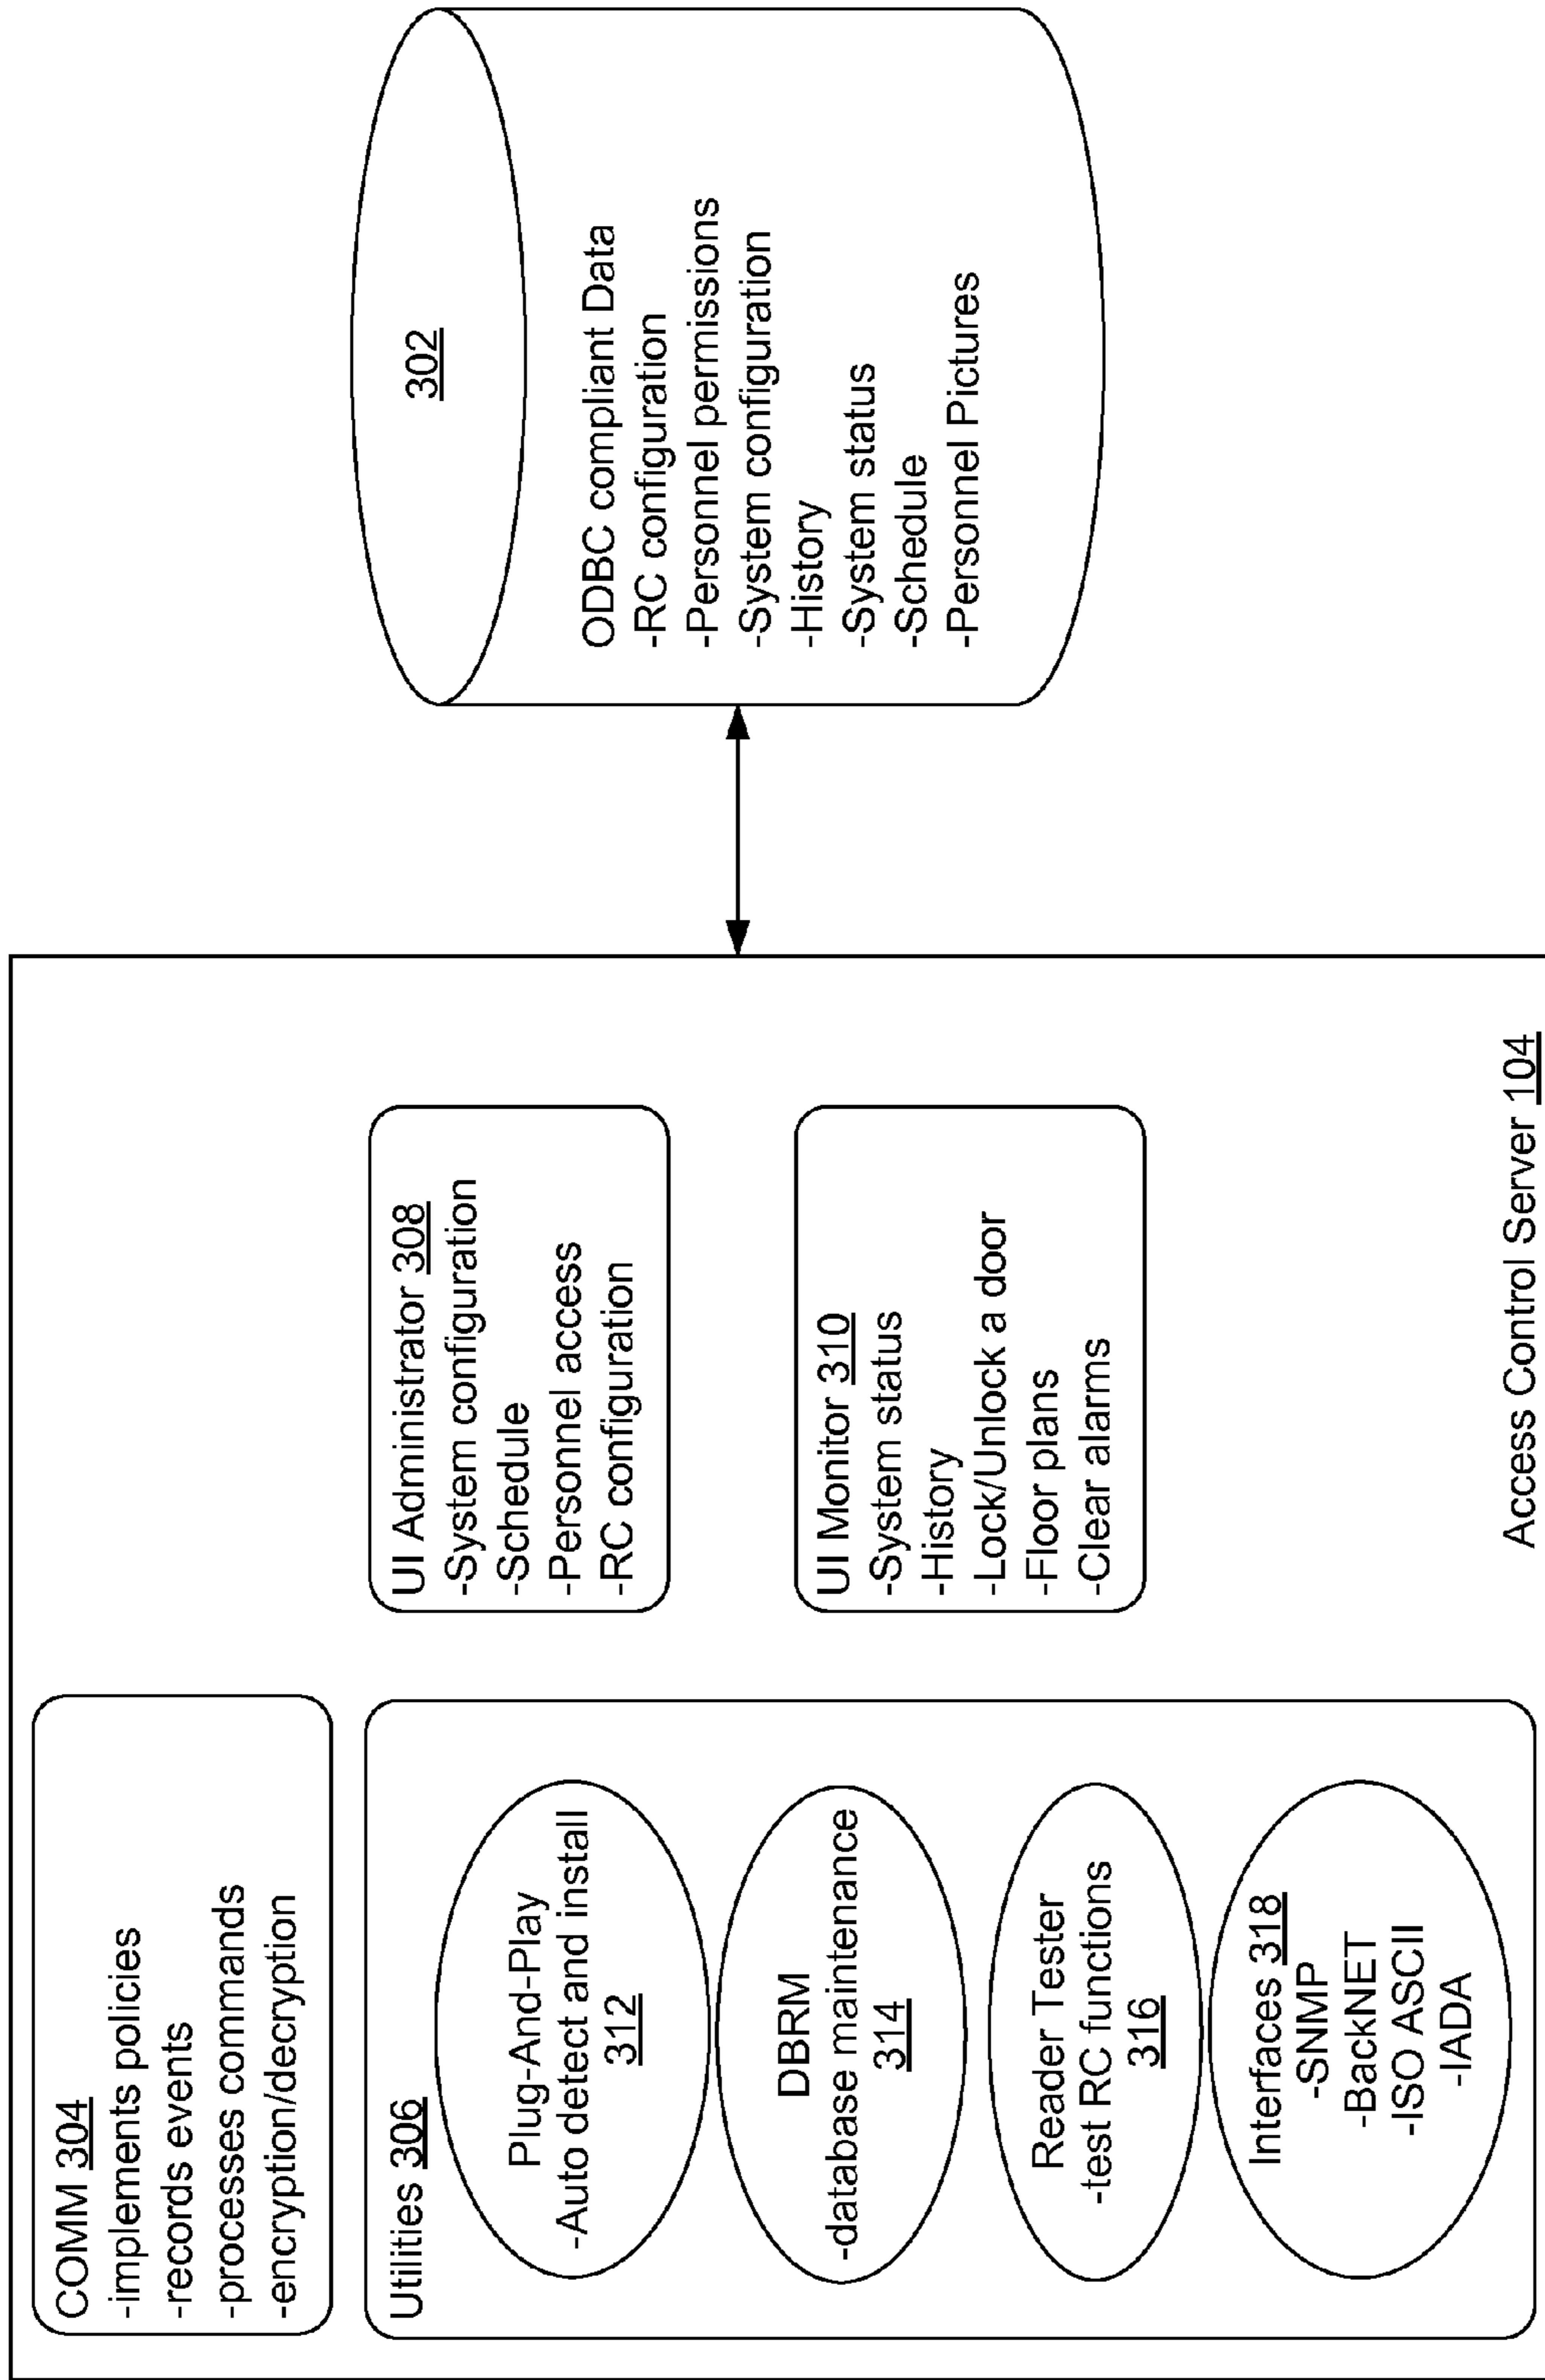 COMM 304
-implements policies
-records events
-processes commands
-encryption/decryption
Utilities 306
Plug-And-Play
-Auto detect and install
312
DBRM
-database maintenance
314
Reader Tester
-test RC functions
316
Interfaces 318
-SNMP
-BackNET
-ISO ASCII
-IADA
UI Administrator 308
-System configuration
-Schedule
-Personnel access
-RC configuration
UI Monitor 310
-System status
-History
-Lock/Unlock a door
-Floor plans
-Clear alarms
Access Control Server 104
302
ODBC compliant Data
-RC configuration
-Personnel permissions
-System configuration
-History
-System status
-Schedule
-Personnel Pictures